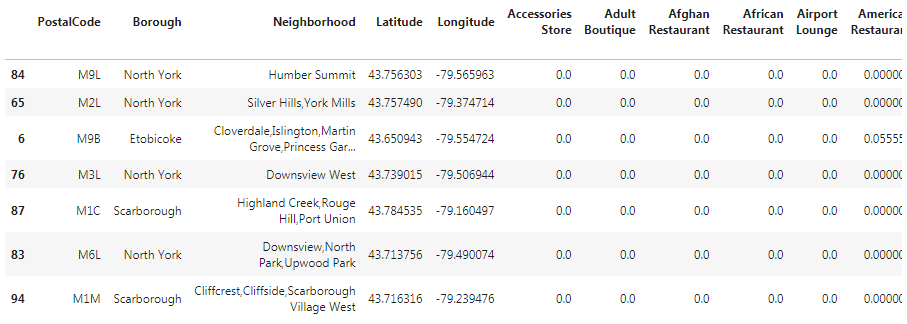 PostalCode Borough Neighborhood Latitude Longitude Accessories Store Adult Boutique Afghan Restaurant African Restaurant Airport Lounge America Restaurar
84 M9L North York Humber Summit 43.756303 -79.565963 0.0 0.0 0.0 0.0 0.0 0.00000
65 M2L North York Silver Hills,York Mills 43.757490 -79.374714 0.0 0.0 0.0 0.0 0.0 0.00000
6 M9B Etobicoke Cloverdale,Islington,Martin Grove,Princess Gar... 43.650943 -79.554724 0.0 0.0 0.0 0.0 0.0 0.05555
76 M3L North York Downsview West 43.739015 -79.506944 0.0 0.0 0.0 0.0 0.0 0.00000
87 M1C Scarborough Highland Creek,Rouge Hill,Port Union 43.784535 -79.160497 0.0 0.0 0.0 0.0 0.0 0.00000
83 M6L North York Downsview,North Park,Upwood Park 43.713756 -79.490074 0.0 0.0 0.0 0.0 0.0 0.00000
94 M1M Scarborough Cliffcrest,Cliffside,Scarborough Village West 43.716316 -79.239476 0.0 0.0 0.0 0.0 0.0 0.00000